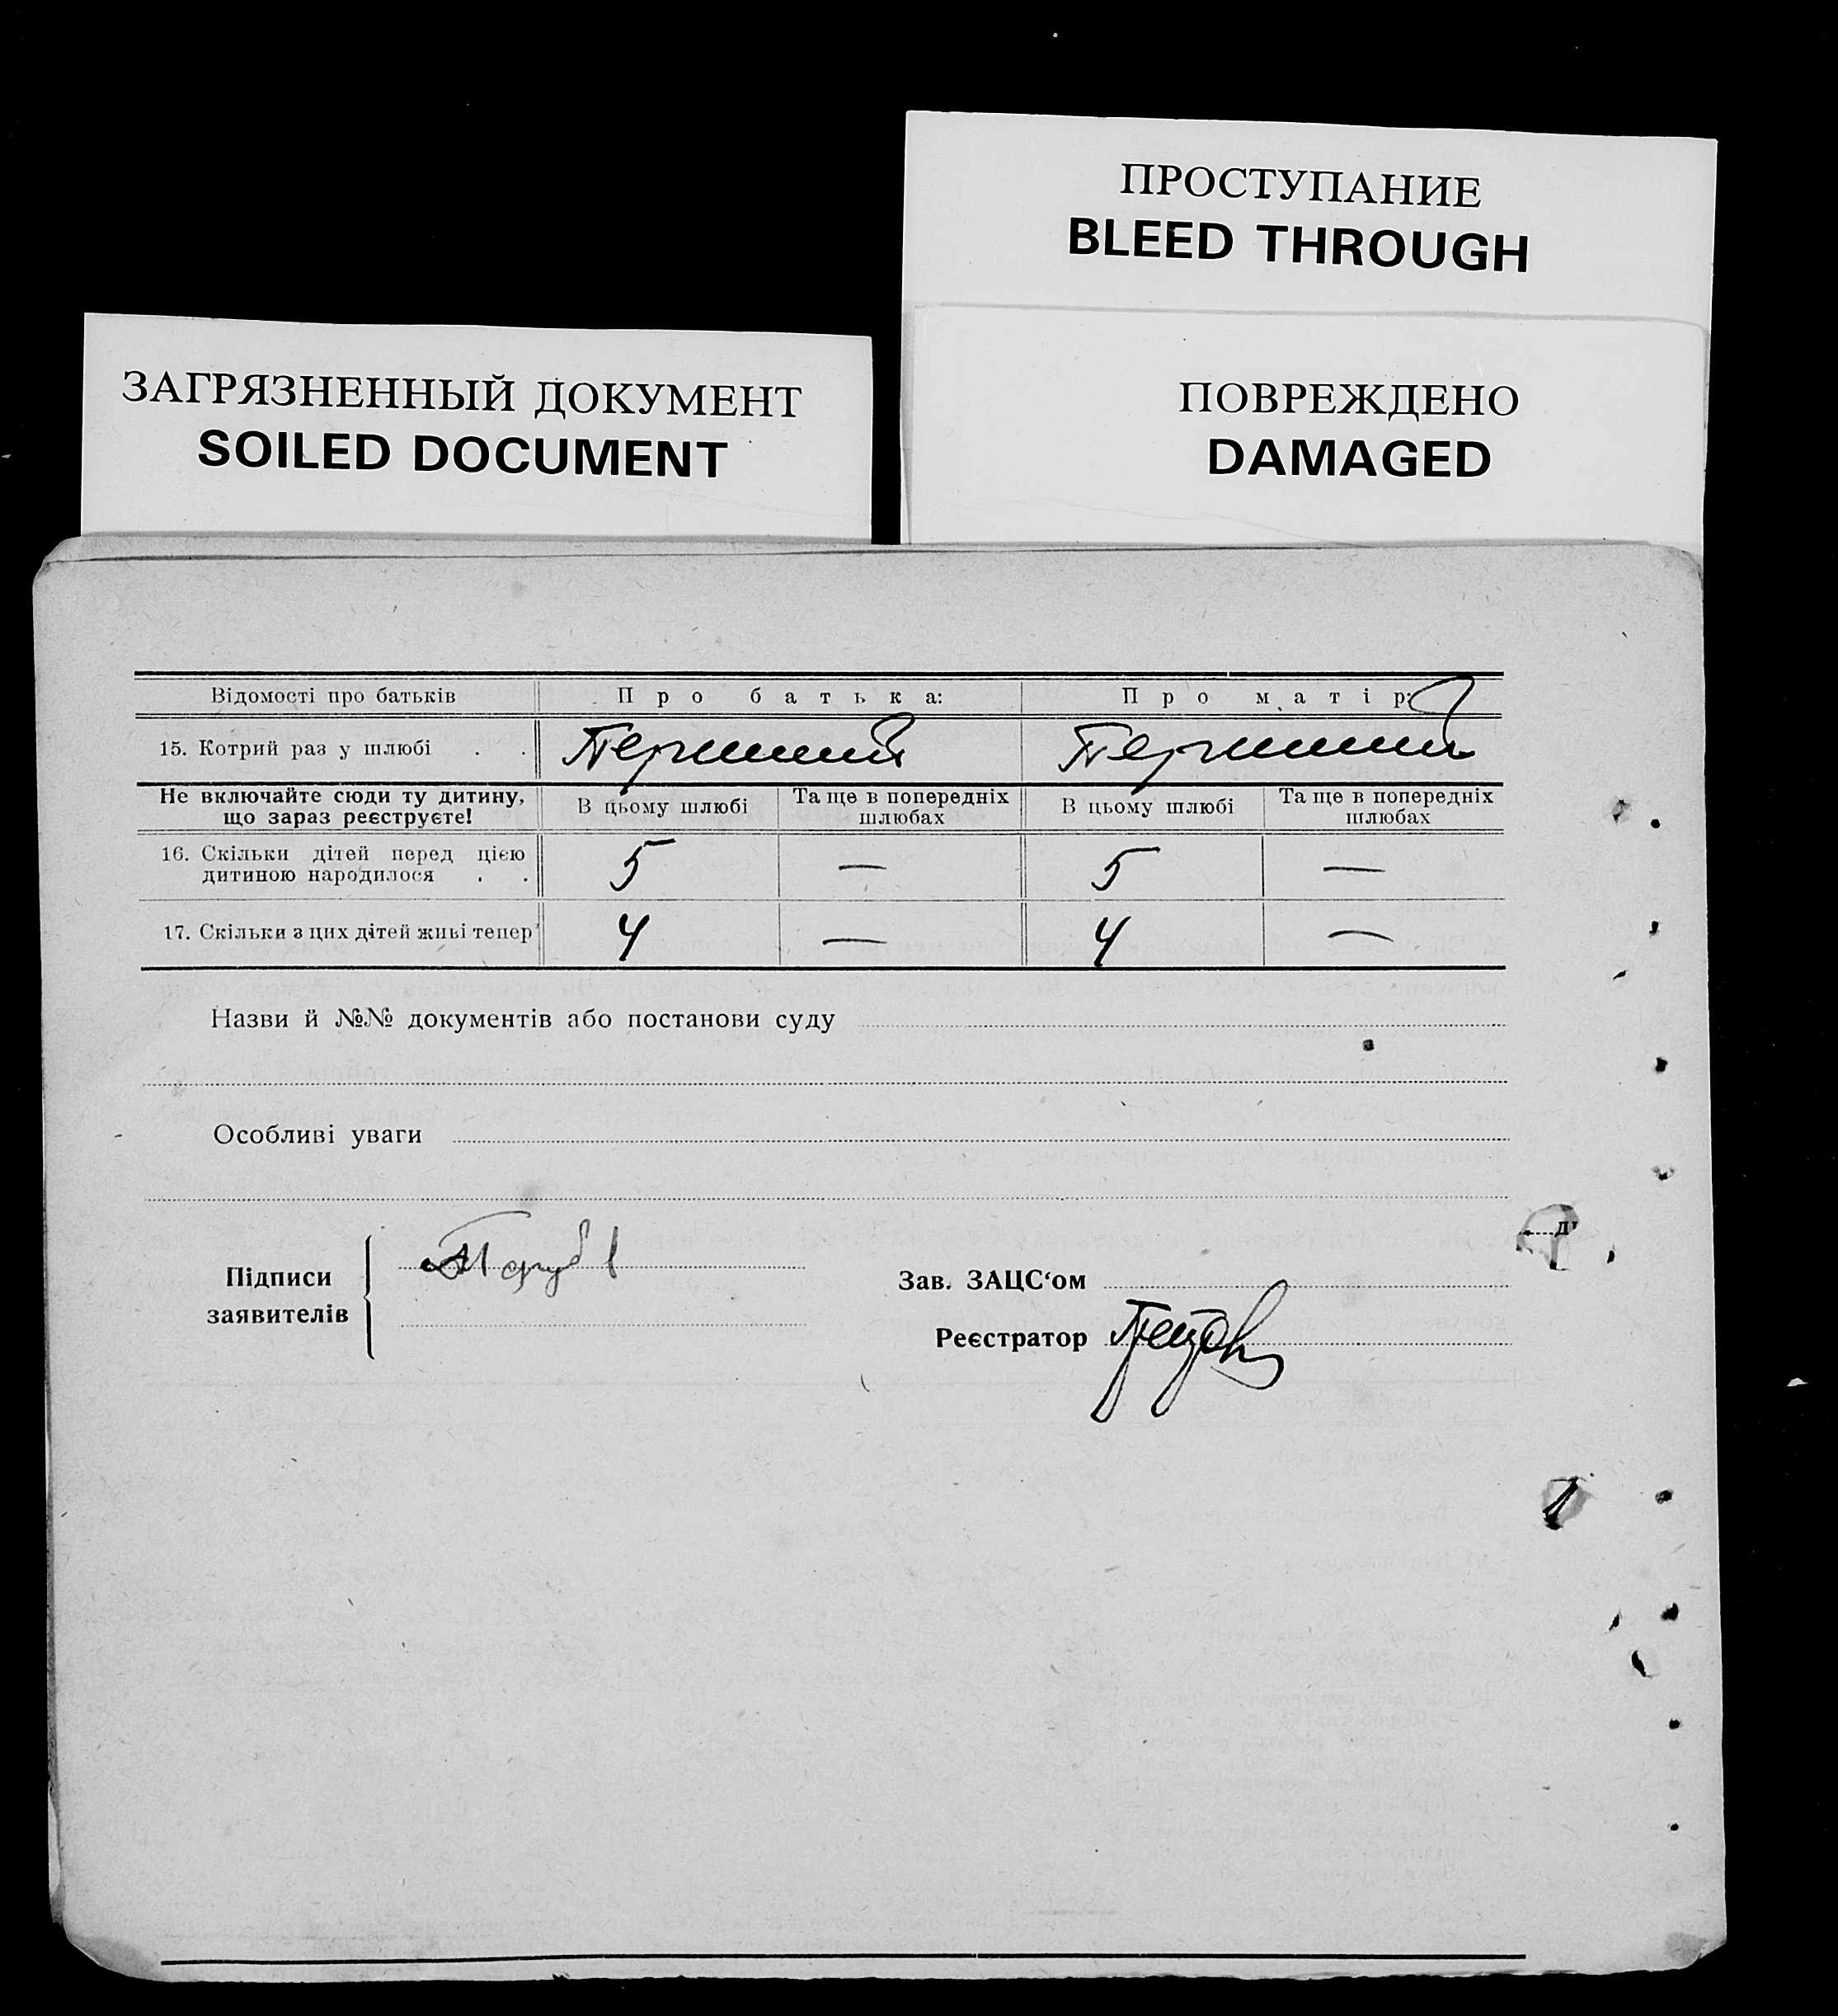 ПРОСТУПАНИЕ
BLEED THROUGH
ЗАГРЯЗНЕННЫЙ ДОКУМЕНТ
SOILED DOCUMENT
ПОВРЕЖДЕНО
DAMAGED
Відомості про батьків Про батька: Про матір:
15. Котрий раз у шлюбі . . Перший Перший
Не включайте сюди ту дитину,
що зараз реєструєте!
В цьому шлюбі
Та ще в попередніх
шлюбах
В цьому шлюбі
Та ще в попередніх
шлюбах
16. Скільки дітей перед цією
дитиною народилося . . 5 — 5 —
17. Скільки з цих дітей живі тепер 4 — 4 —
Назви й №№ документів або постанови суду
Особливі уваги
Підписи
заявителів
Зав. ЗАЦС‘ом
Реєстратор